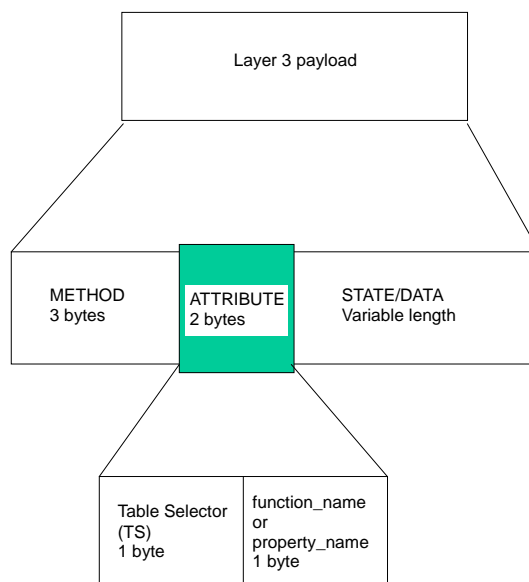 Layer 3 payload
METHOD
3 bytes
ATTRIBUTE
2 bytes
STATE/DATA
Variable length
Table Selector
(TS)
1 byte
function_name
or
property_name
1 byte